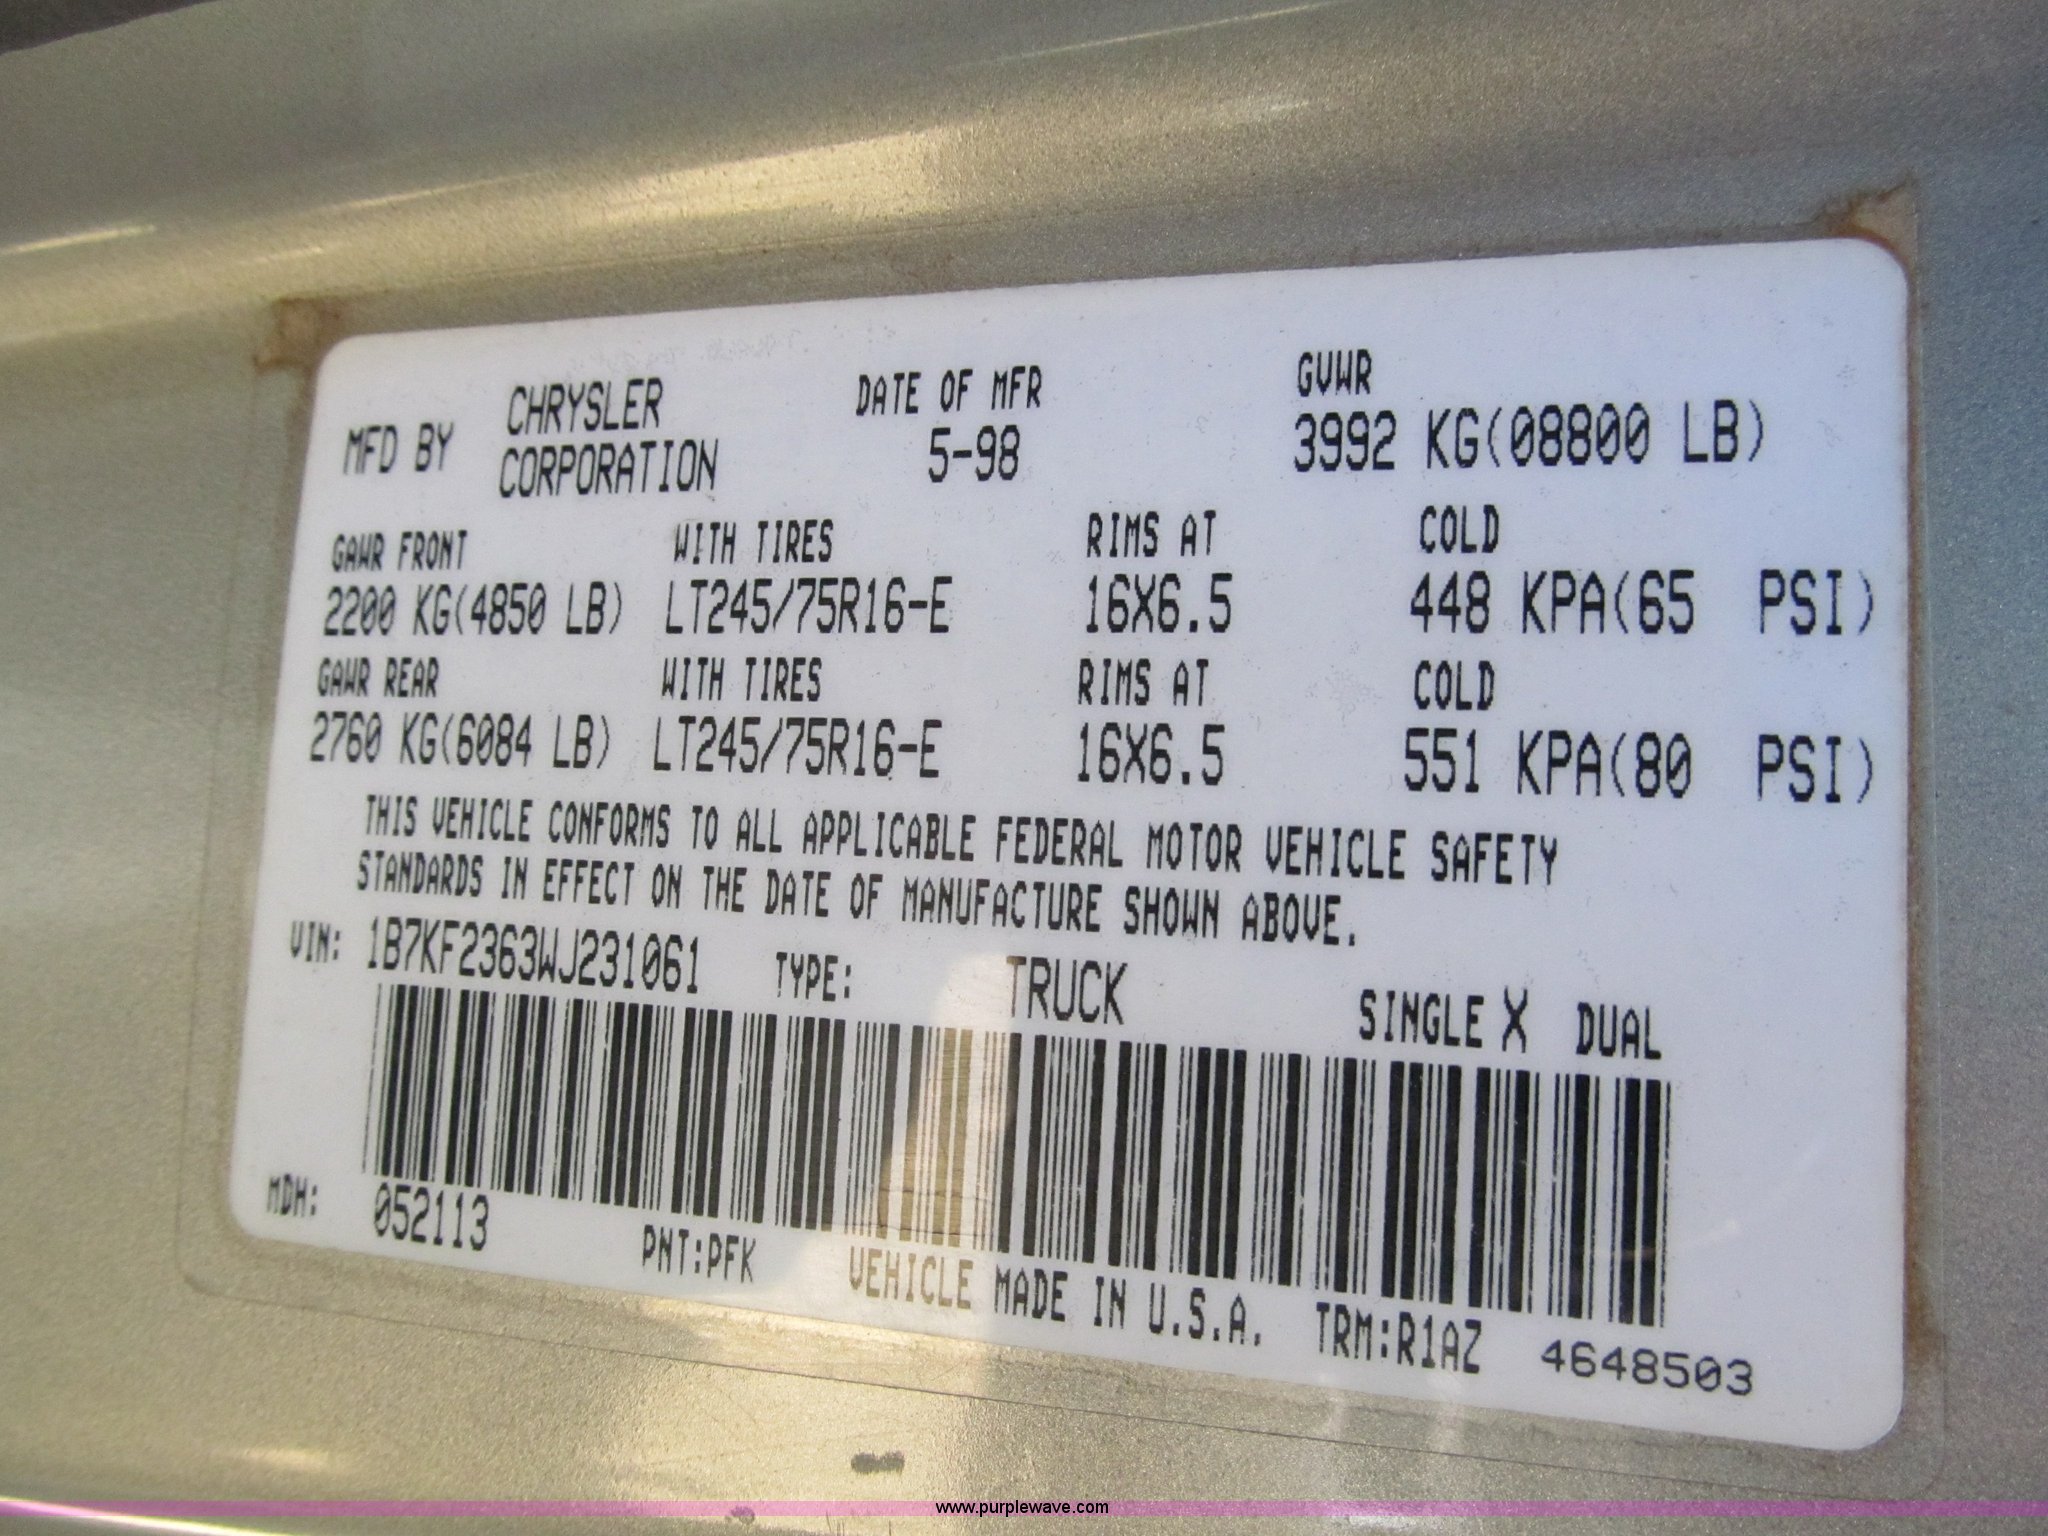 MFD BY CHRYSLER CORPORATION DATE OF MFR 5-98 GVWR 3992 KG(08800 LB)
GAWR FRONT WITH TIRES RIMS AT COLD
2200 KG(4850 LB) LT245/75R16-E 16X6.5 448 KPA(65 PSI)
GAWR REAR WITH TIRES RIMS AT COLD
2760 KG(6084 LB) LT245/75R16-E 16X6.5 551 KPA(80 PSI)
THIS VEHICLE CONFORMS TO ALL APPLICABLE FEDERAL MOTOR VEHICLE SAFETY
STANDARDS IN EFFECT ON THE DATE OF MANUFACTURE SHOWN ABOVE.
VIN: 1B7KF2363WJ231061 TYPE: TRUCK SINGLE X DUAL
MDH: 052113 PNT:PFK VEHICLE MADE IN U.S.A. TRM:R1AZ 4648503
www.purplewave.com